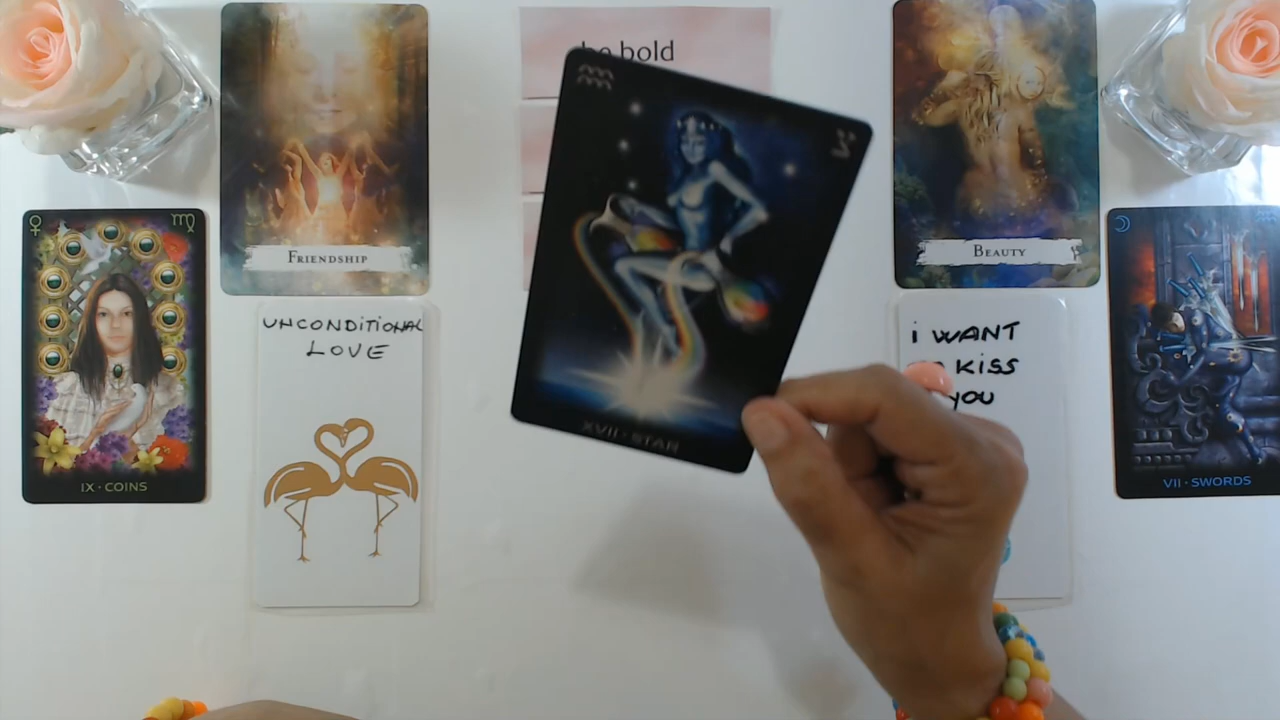 be bold
FRIENDSHIP
BEAUTY
UNCONDITIONAL
LOVE
i WANT
KiSS
YOU
XVII · STAR
IX · COINS
VII · SWORDS